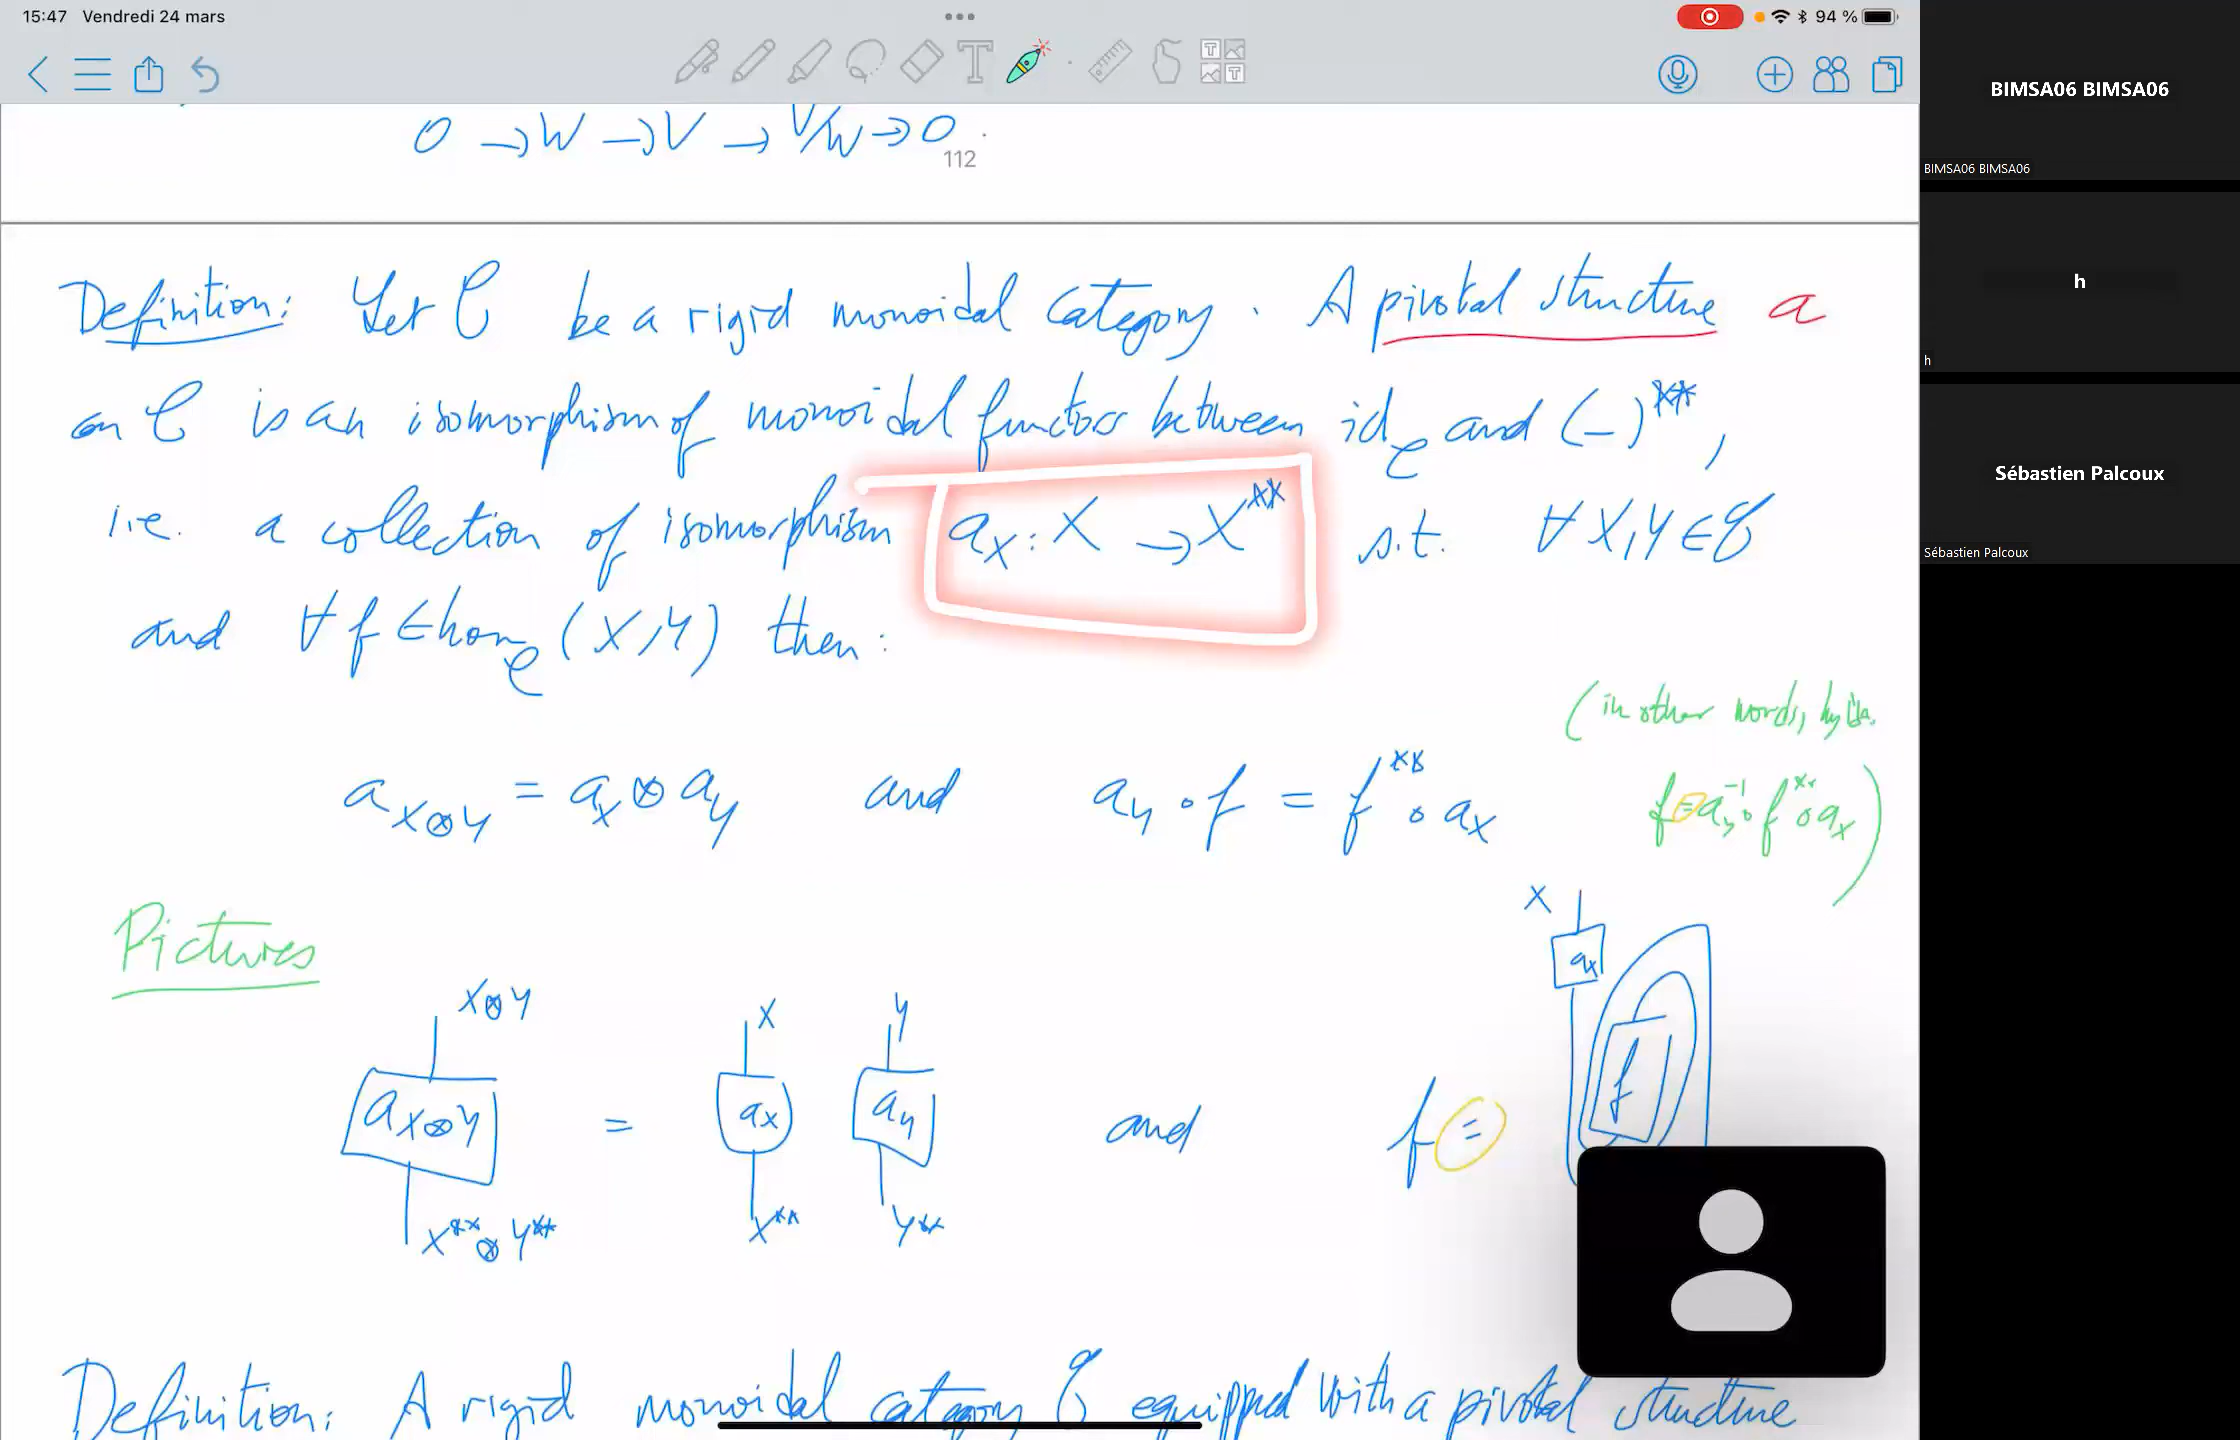 15:47 Vendredi 24 mars
94 %
0 → W → V → V/W → 0.
112
Definition: Let C be a rigid monoidal category. A pivotal structure a
on C is an isomorphism of monoidal functors between id_C and (–)**,
i.e. a collection of isomorphism a_X : X → X** s.t. ∀ X, Y ∈ C
and ∀ f ∈ hom_C (X, Y) then:
(in other words,
a_{X⊗Y} = a_X ⊗ a_Y and a_Y ∘ f = f** ∘ a_X
f = a_Y^{-1} ∘ f** ∘ a_X)
Pictures
X⊗Y X Y X
a_X
f
a_{X⊗Y} = a_X a_Y and f =
X** ⊗ Y** X** Y**
Definition: A rigid monoidal category C equipped with a pivotal structure
BIMSA06 BIMSA06
BIMSA06 BIMSA06
h
h
Sébastien Palcoux
Sébastien Palcoux